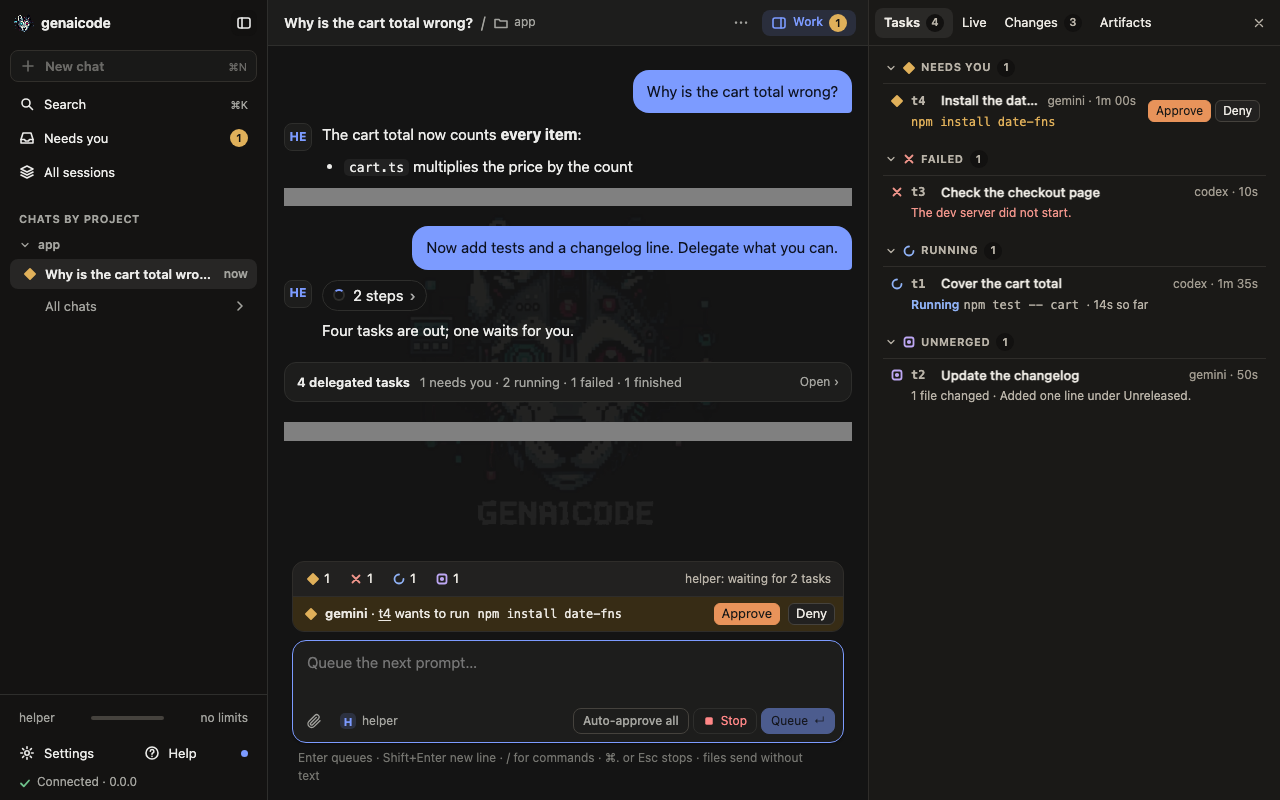 genaicode
New chat ⌘N
Search ⌘K
Needs you 1
All sessions
CHATS BY PROJECT
app
Why is the cart total wro... now
All chats
helper no limits
Settings Help
Connected · 0.0.0
Why is the cart total wrong? / app
... Work 1
Why is the cart total wrong?
HE The cart total now counts every item:
• cart.ts multiplies the price by the count
Now add tests and a changelog line. Delegate what you can.
HE 2 steps ›
Four tasks are out; one waits for you.
4 delegated tasks 1 needs you · 2 running · 1 failed · 1 finished Open ›
GENAICODE
1 1 1 1 helper: waiting for 2 tasks
gemini · t4 wants to run npm install date-fns Approve Deny
Queue the next prompt...
H helper Auto-approve all Stop Queue ↵
Enter queues · Shift+Enter new line · / for commands · ⌘. or Esc stops · files send without
text
Tasks 4 Live Changes 3 Artifacts ×
NEEDS YOU 1
t4 Install the dat... gemini · 1m 00s Approve Deny
npm install date-fns
FAILED 1
t3 Check the checkout page codex · 10s
The dev server did not start.
RUNNING 1
t1 Cover the cart total codex · 1m 35s
Running npm test -- cart · 14s so far
UNMERGED 1
t2 Update the changelog gemini · 50s
1 file changed · Added one line under Unreleased.